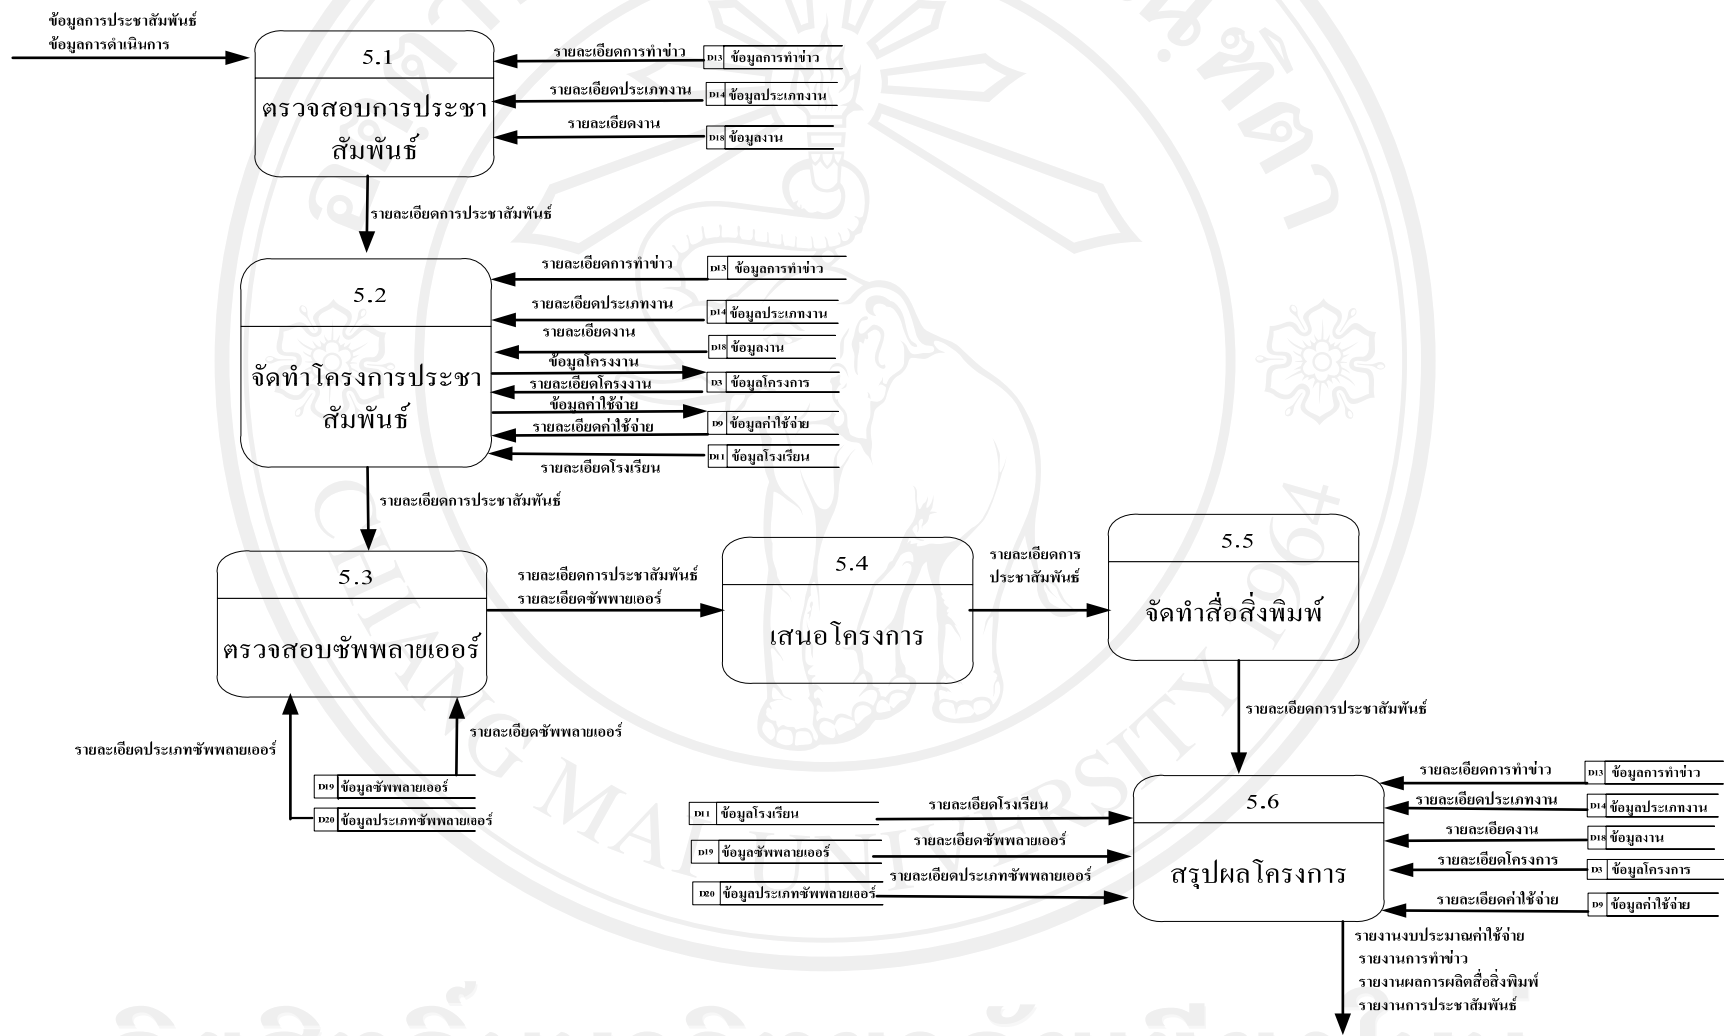 ข้อมูลการประชาสัมพันธ์
ข้อมูลการดำเนินการ
5.1
ตรวจสอบการประชา
สัมพันธ์
รายละเอียดการทำข่าว
D13 ข้อมูลการทำข่าว
รายละเอียดประเภทงาน
D14 ข้อมูลประเภทงาน
รายละเอียดงาน
D18 ข้อมูลงาน
รายละเอียดการประชาสัมพันธ์
5.2
จัดทำโครงการประชา
สัมพันธ์
รายละเอียดการทำข่าว
D13 ข้อมูลการทำข่าว
รายละเอียดประเภทงาน
D14 ข้อมูลประเภทงาน
รายละเอียดงาน
D18 ข้อมูลงาน
ข้อมูลโครงงาน
รายละเอียดโครงงาน
D3 ข้อมูลโครงการ
ข้อมูลค่าใช้จ่าย
รายละเอียดค่าใช้จ่าย
D9 ข้อมูลค่าใช้จ่าย
D11 ข้อมูลโรงเรียน
รายละเอียดโรงเรียน
รายละเอียดการประชาสัมพันธ์
5.3
ตรวจสอบซัพพลายเออร์
รายละเอียดการประชาสัมพันธ์
รายละเอียดซัพพายเออร์
5.4
เสนอโครงการ
รายละเอียดการ
ประชาสัมพันธ์
5.5
จัดทำสื่อสิ่งพิมพ์
รายละเอียดการประชาสัมพันธ์
รายละเอียดประเภทซัพพลายเออร์
รายละเอียดซัพพลายเออร์
D19 ข้อมูลซัพพลายเออร์
D20 ข้อมูลประเภทซัพพลายเออร์
5.6
สรุปผลโครงการ
D11 ข้อมูลโรงเรียน
รายละเอียดโรงเรียน
D19 ข้อมูลซัพพลายเออร์
รายละเอียดซัพพลายเออร์
D20 ข้อมูลประเภทซัพพลายเออร์
รายละเอียดประเภทซัพพลายเออร์
รายละเอียดการทำข่าว
D13 ข้อมูลการทำข่าว
รายละเอียดประเภทงาน
D14 ข้อมูลประเภทงาน
รายละเอียดงาน
D18 ข้อมูลงาน
รายละเอียดโครงการ
D3 ข้อมูลโครงการ
รายละเอียดค่าใช้จ่าย
D9 ข้อมูลค่าใช้จ่าย
รายงานงบประมาณค่าใช้จ่าย
รายงานการทำข่าว
รายงานผลการผลิตสื่อสิ่งพิมพ์
รายงานการประชาสัมพันธ์
CHIANG MAI UNIVERSITY 1964